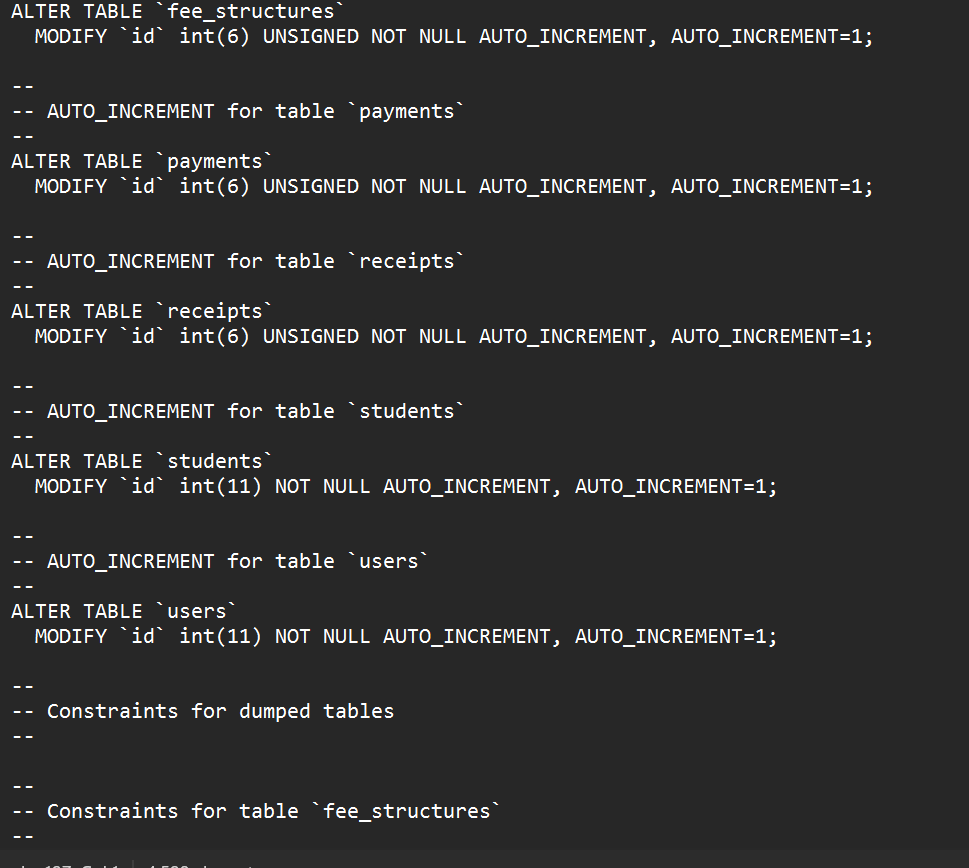 ALTER TABLE `fee_structures`
  MODIFY `id` int(6) UNSIGNED NOT NULL AUTO_INCREMENT, AUTO_INCREMENT=1;

--
-- AUTO_INCREMENT for table `payments`
--
ALTER TABLE `payments`
  MODIFY `id` int(6) UNSIGNED NOT NULL AUTO_INCREMENT, AUTO_INCREMENT=1;

--
-- AUTO_INCREMENT for table `receipts`
--
ALTER TABLE `receipts`
  MODIFY `id` int(6) UNSIGNED NOT NULL AUTO_INCREMENT, AUTO_INCREMENT=1;

--
-- AUTO_INCREMENT for table `students`
--
ALTER TABLE `students`
  MODIFY `id` int(11) NOT NULL AUTO_INCREMENT, AUTO_INCREMENT=1;

--
-- AUTO_INCREMENT for table `users`
--
ALTER TABLE `users`
  MODIFY `id` int(11) NOT NULL AUTO_INCREMENT, AUTO_INCREMENT=1;

--
-- Constraints for dumped tables
--

--
-- Constraints for table `fee_structures`
--